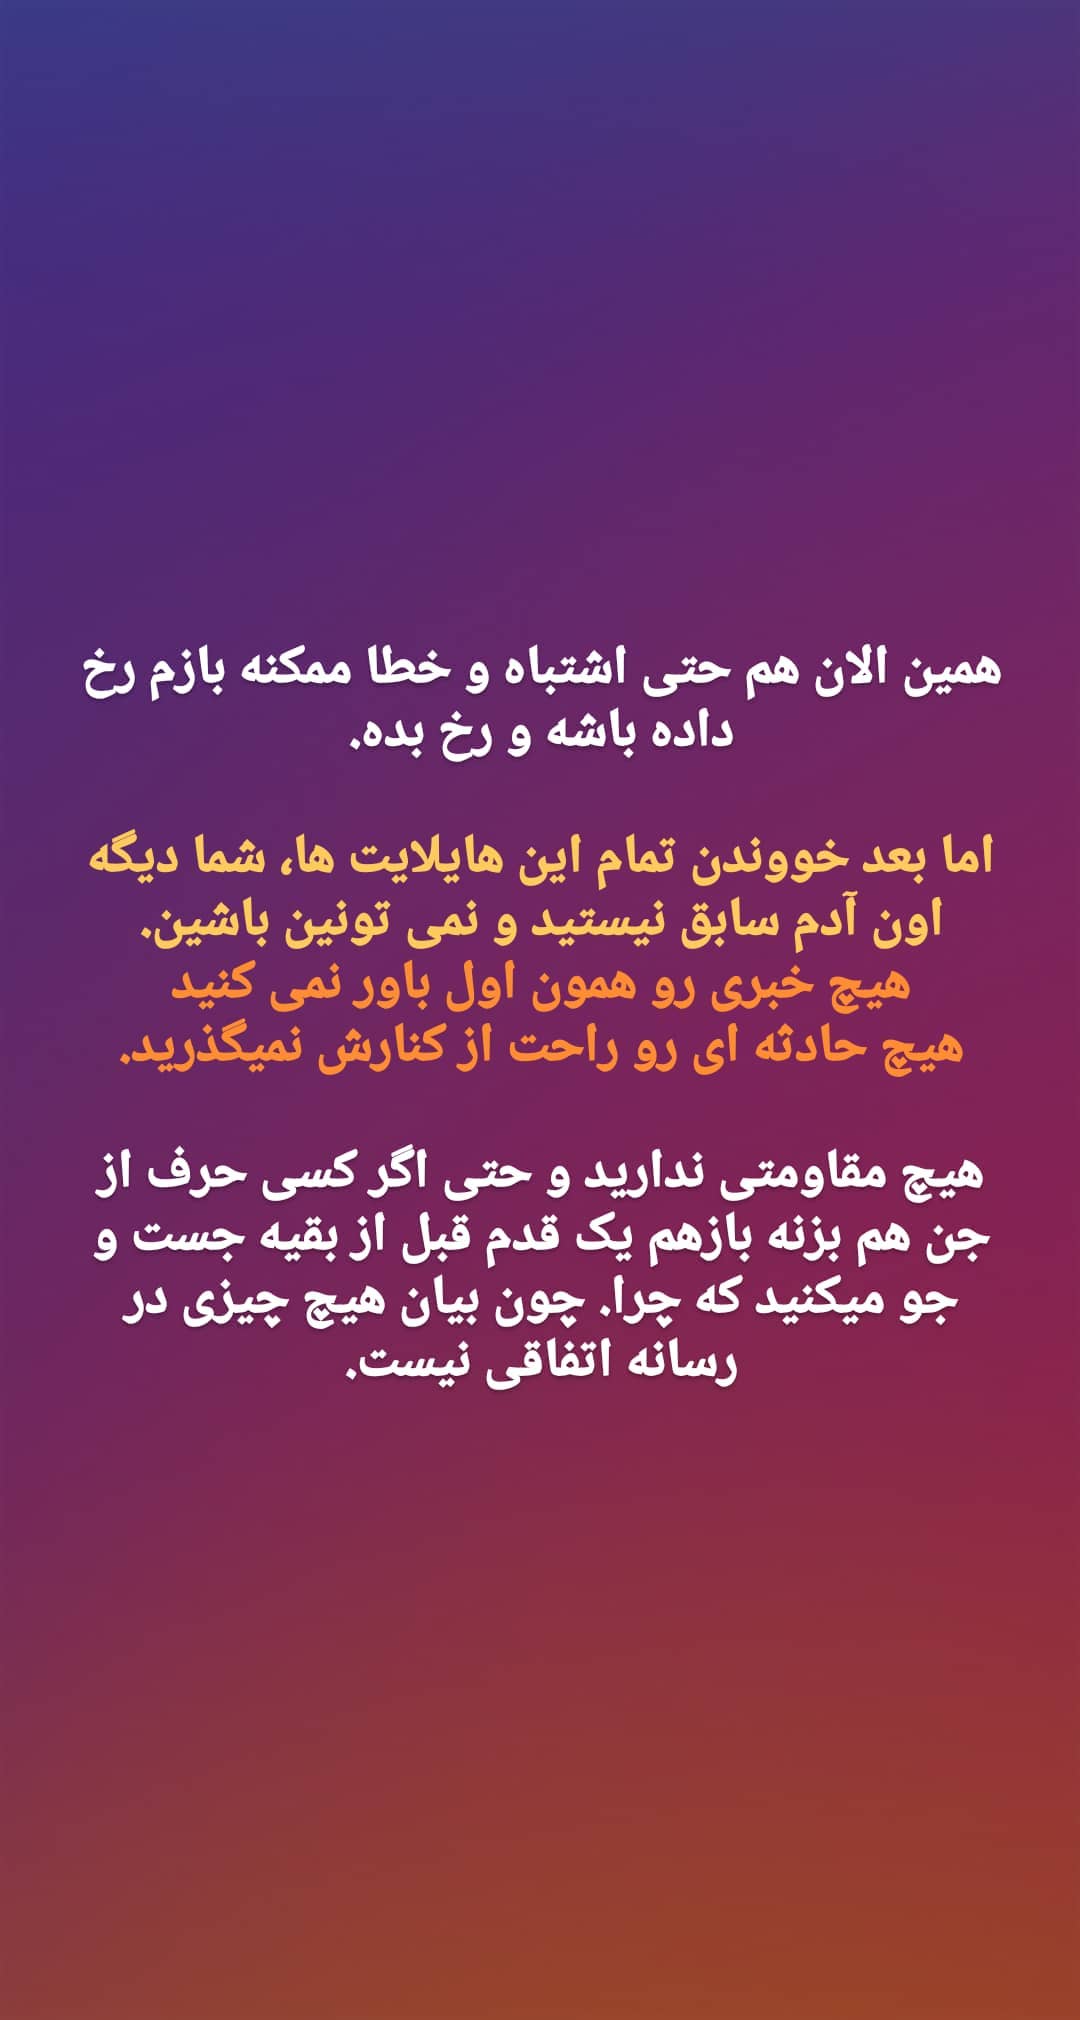 همین الان هم حتی اشتباه و خطا ممکنه بازم رخ
داده باشه و رخ بده.
اما بعد خووندن تمام این هایلایت ها، شما دیگه
اون آدم سابق نیستید و نمی تونین باشین.
هیچ خبری رو همون اول باور نمی کنید
هیچ حادثه ای رو راحت از کنارش نمیگذرید.
هیچ مقاومتی ندارید و حتی اگر کسی حرف از
جن هم بزنه بازهم یک قدم قبل از بقیه جست و
جو میکنید که چرا. چون بیان هیچ چیزی در
رسانه اتفاقی نیست.